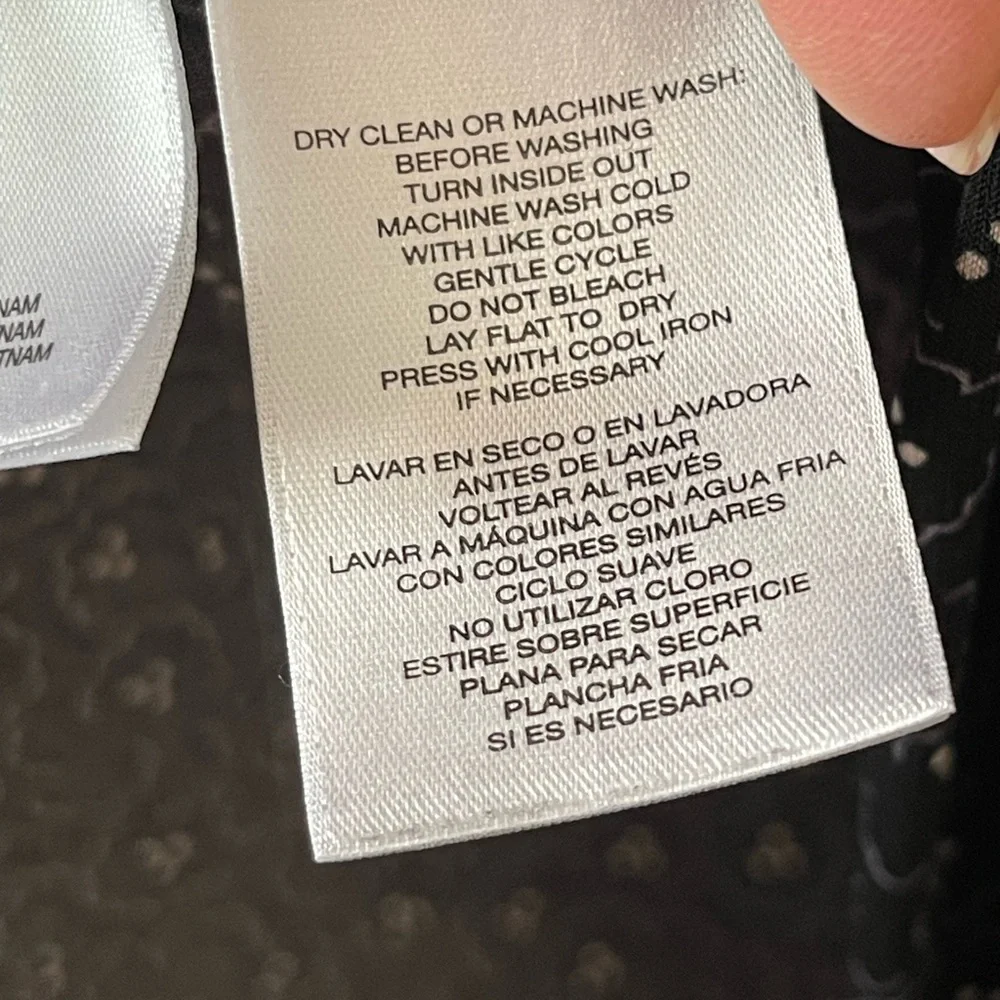 NAM
NAM
TNAM
DRY CLEAN OR MACHINE WASH:
BEFORE WASHING
TURN INSIDE OUT
MACHINE WASH COLD
WITH LIKE COLORS
GENTLE CYCLE
DO NOT BLEACH
LAY FLAT TO DRY
PRESS WITH COOL IRON
IF NECESSARY
LAVAR EN SECO O EN LAVADORA
ANTES DE LAVAR
VOLTEAR AL REVÉS
LAVAR A MÁQUINA CON AGUA FRIA
CON COLORES SIMILARES
CICLO SUAVE
NO UTILIZAR CLORO
ESTIRE SOBRE SUPERFICIE
PLANA PARA SECAR
PLANCHA FRIA
SI ES NECESARIO